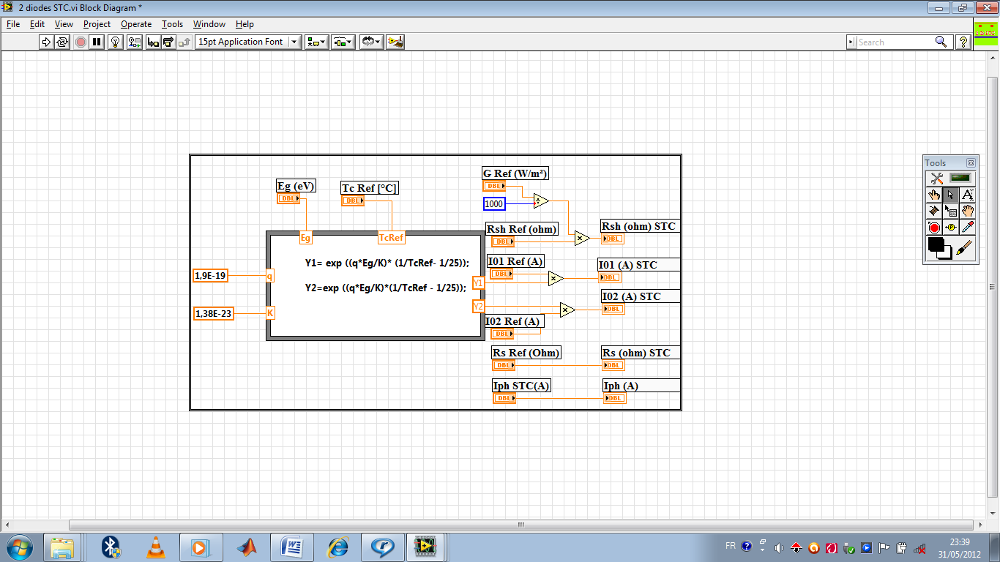 2 diodes STC.vi Block Diagram *
File Edit View Project Operate Tools Window Help
15pt Application Font
Search
Tools
G Ref (W/m²)
Eg (eV)
Tc Ref [°C]
DBL
DBL
DBL
1000
÷
Rsh Ref (ohm)
Rsh (ohm) STC
DBL
×
DBL
Eg
TcRef
Y1= exp ((q*Eg/K)* (1/TcRef- 1/25));
I01 Ref (A)
I01 (A) STC
DBL
×
DBL
1,9E-19
q
Y1
Y2=exp ((q*Eg/K)*(1/TcRef - 1/25));
I02 (A) STC
Y2
×
DBL
1,38E-23
K
I02 Ref (A)
DBL
Rs Ref (Ohm)
Rs (ohm) STC
DBL
DBL
Iph STC(A)
Iph (A)
DBL
DBL
FR
23:39
31/05/2012